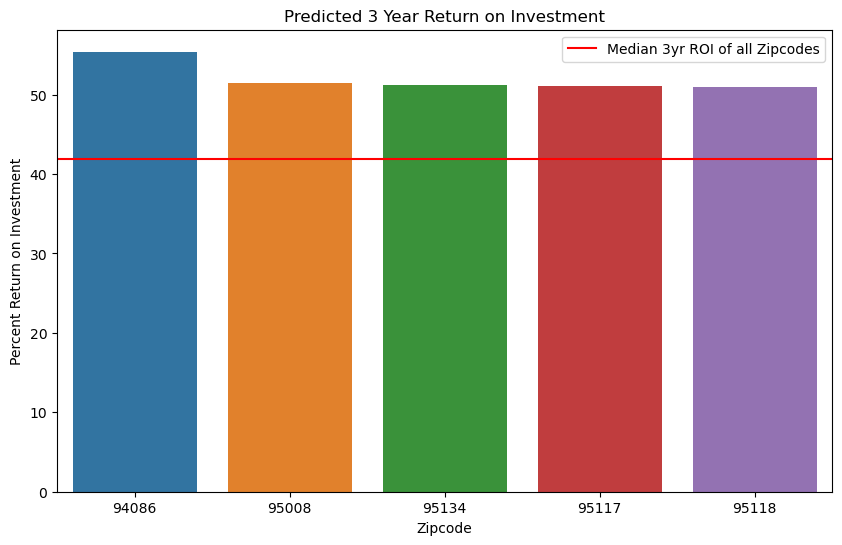 Predicted 3 Year Return on Investment
Median 3yr ROI of all Zipcodes
Percent Return on Investment
50
40
30
20
10
0
94086
95008
95134
95117
95118
Zipcode